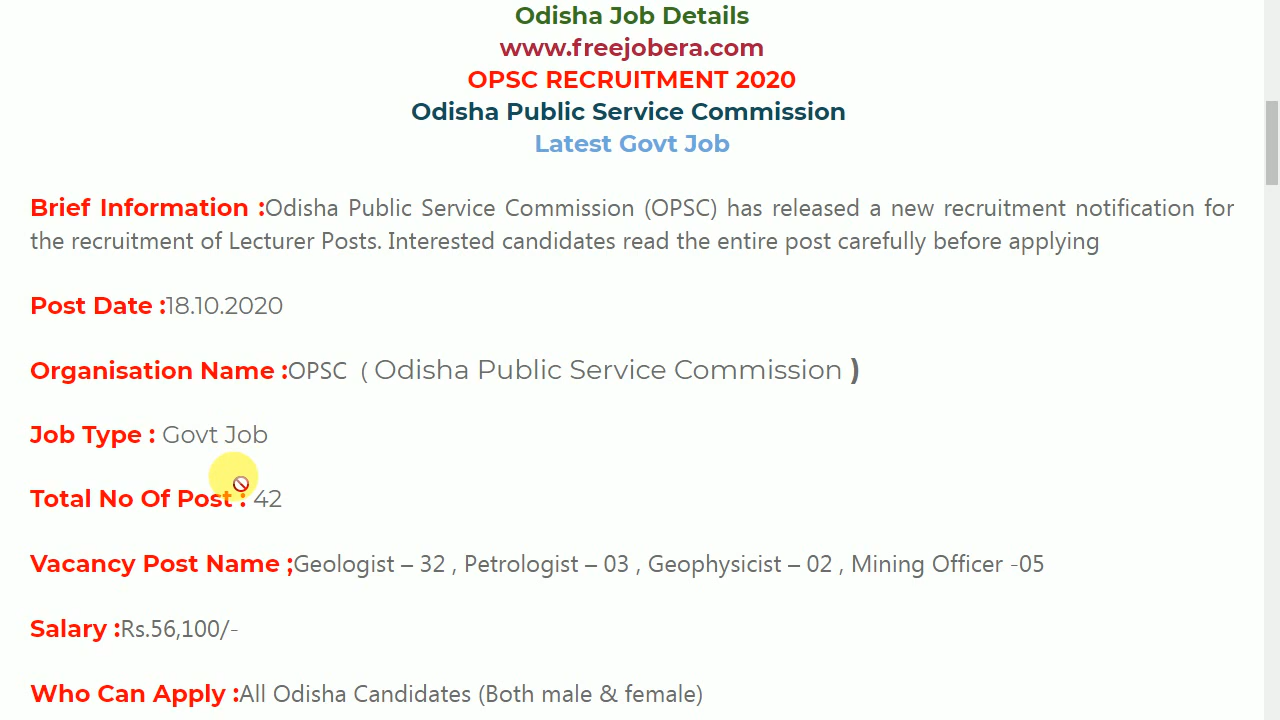 Odisha Job Details
www.freejobera.com
OPSC RECRUITMENT 2020
Odisha Public Service Commission
Latest Govt Job
Brief Information :Odisha Public Service Commission (OPSC) has released a new recruitment notification for
the recruitment of Lecturer Posts. Interested candidates read the entire post carefully before applying
Post Date :18.10.2020
Organisation Name :OPSC ( Odisha Public Service Commission )
Job Type : Govt Job
Total No Of Post : 42
Vacancy Post Name ;Geologist – 32 , Petrologist – 03 , Geophysicist – 02 , Mining Officer -05
Salary :Rs.56,100/-
Who Can Apply :All Odisha Candidates (Both male & female)